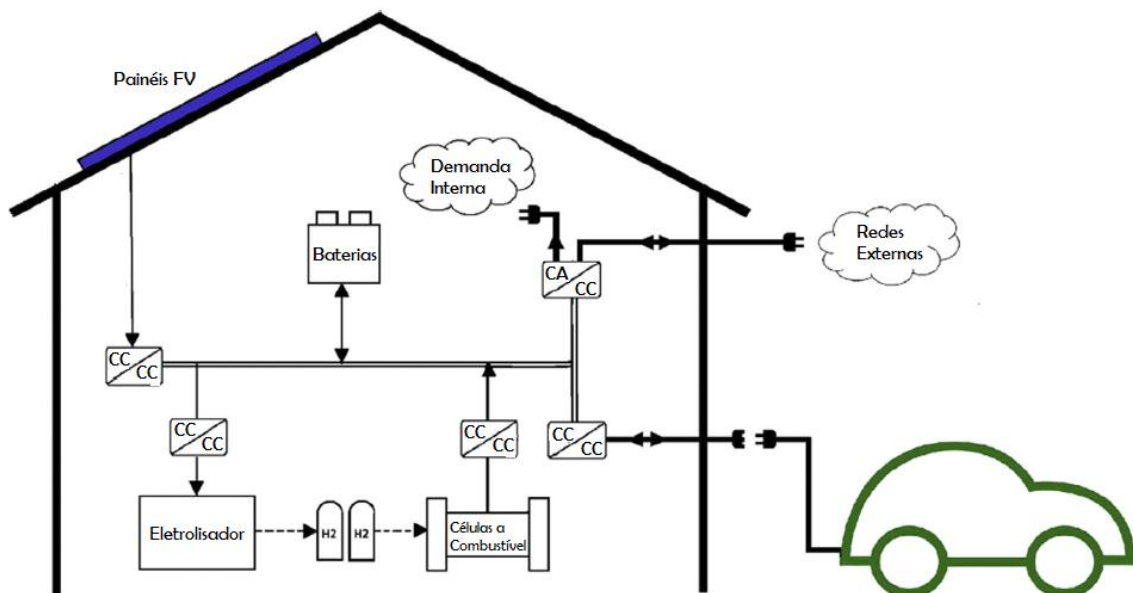 Painéis FV
Demanda
Interna
Redes
Externas
Baterias
CA
CC
CC
CC
CC
CC
CC
CC
CC
CC
Eletrolisador
H2
H2
Células a
Combustível